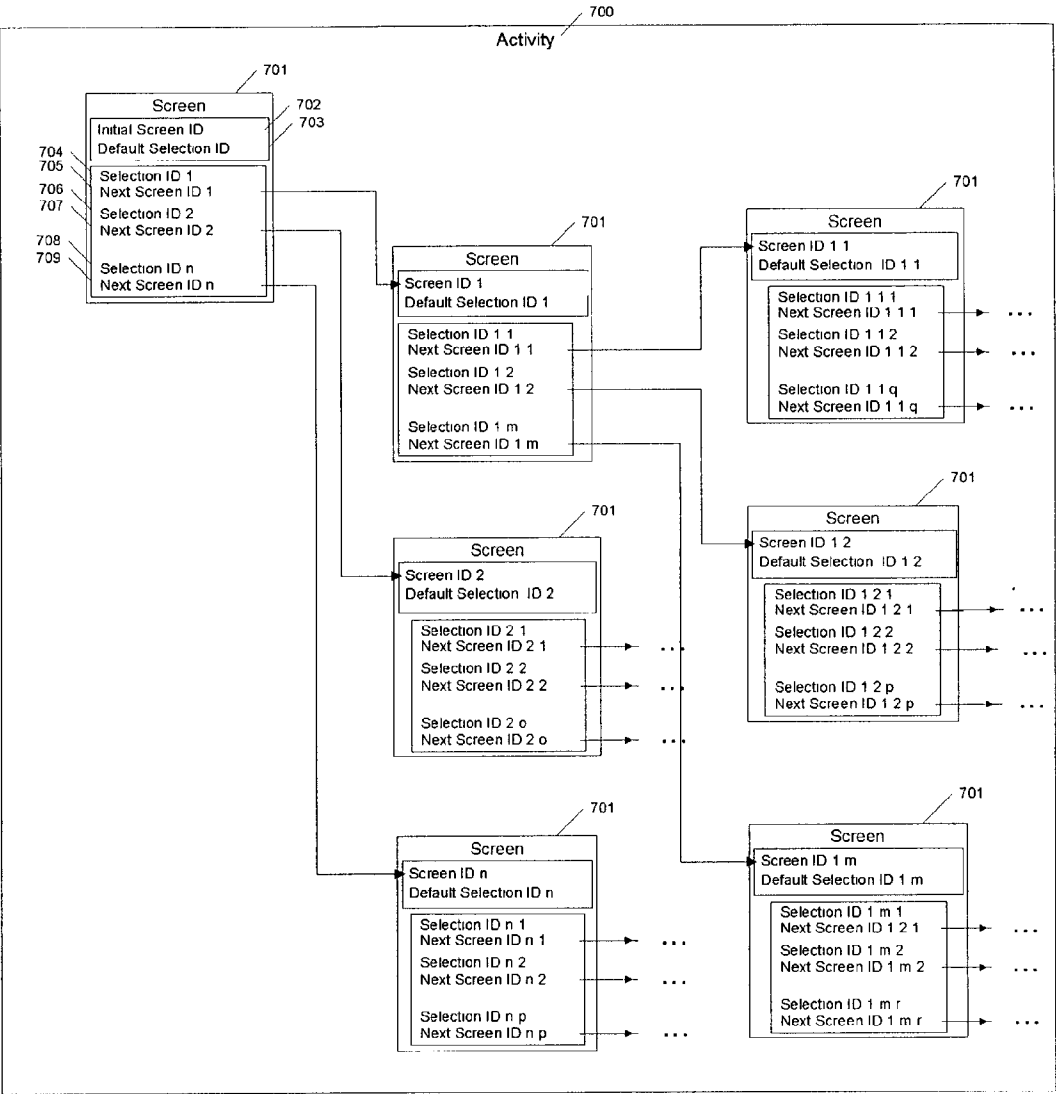 700
Activity
701
Screen
702
Initial Screen ID
703
Default Selection ID
704
Selection ID 1
705
Next Screen ID 1
706
Selection ID 2
707
Next Screen ID 2
708
Selection ID n
709
Next Screen ID n
701
Screen
Screen ID 1
Default Selection ID 1
Selection ID 1 1
Next Screen ID 1 1
Selection ID 1 2
Next Screen ID 1 2
Selection ID 1 m
Next Screen ID 1 m
701
Screen
Screen ID 1 1
Default Selection ID 1 1
Selection ID 1 1 1
Next Screen ID 1 1 1
...
Selection ID 1 1 2
Next Screen ID 1 1 2
...
Selection ID 1 1 q
Next Screen ID 1 1 q
...
701
Screen
Screen ID 2
Default Selection ID 2
Selection ID 2 1
Next Screen ID 2 1
...
Selection ID 2 2
Next Screen ID 2 2
...
Selection ID 2 o
Next Screen ID 2 o
...
701
Screen
Screen ID 1 2
Default Selection ID 1 2
Selection ID 1 2 1
Next Screen ID 1 2 1
...
Selection ID 1 2 2
Next Screen ID 1 2 2
...
Selection ID 1 2 p
Next Screen ID 1 2 p
...
701
Screen
Screen ID n
Default Selection ID n
Selection ID n 1
Next Screen ID n 1
...
Selection ID n 2
Next Screen ID n 2
...
Selection ID n p
Next Screen ID n p
...
701
Screen
Screen ID 1 m
Default Selection ID 1 m
Selection ID 1 m 1
Next Screen ID 1 2 1
...
Selection ID 1 m 2
Next Screen ID 1 m 2
...
Selection ID 1 m r
Next Screen ID 1 m r
...